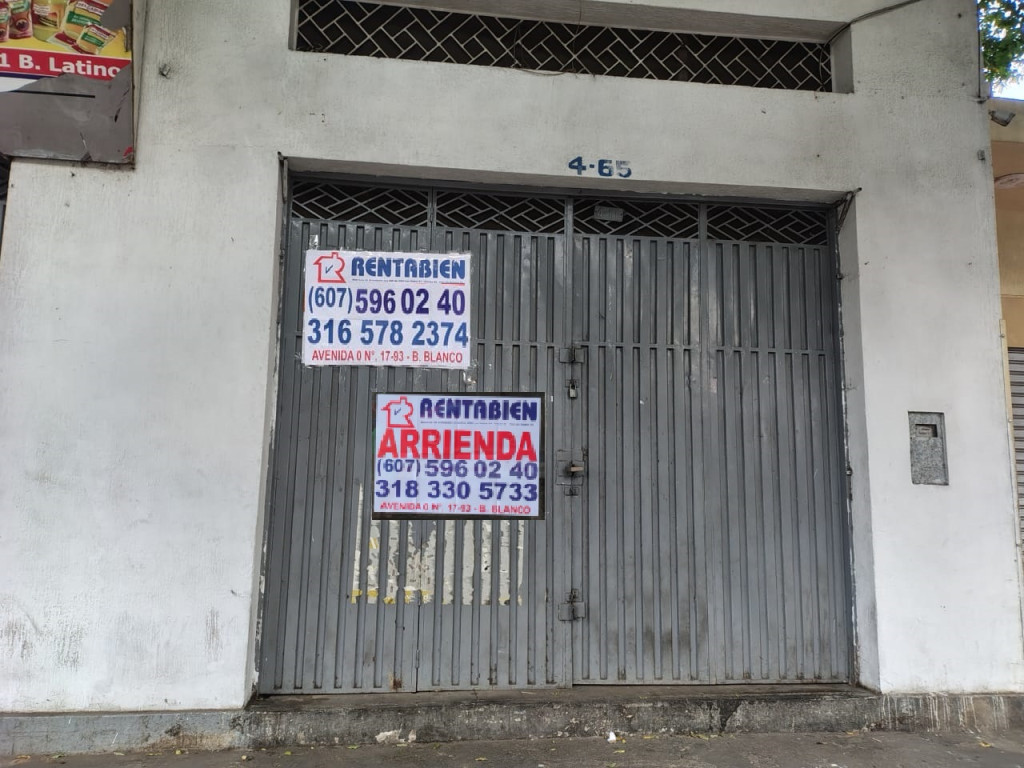 1 B. Latino
4-65
RENTABIEN
(607) 596 02 40
316 578 2374
AVENIDA 0 N°. 17-93 - B. BLANCO
RENTABIEN
ARRIENDA
(607) 596 02 40
318 330 5733
AVENIDA 0 N°. 17-93 - B. BLANCO